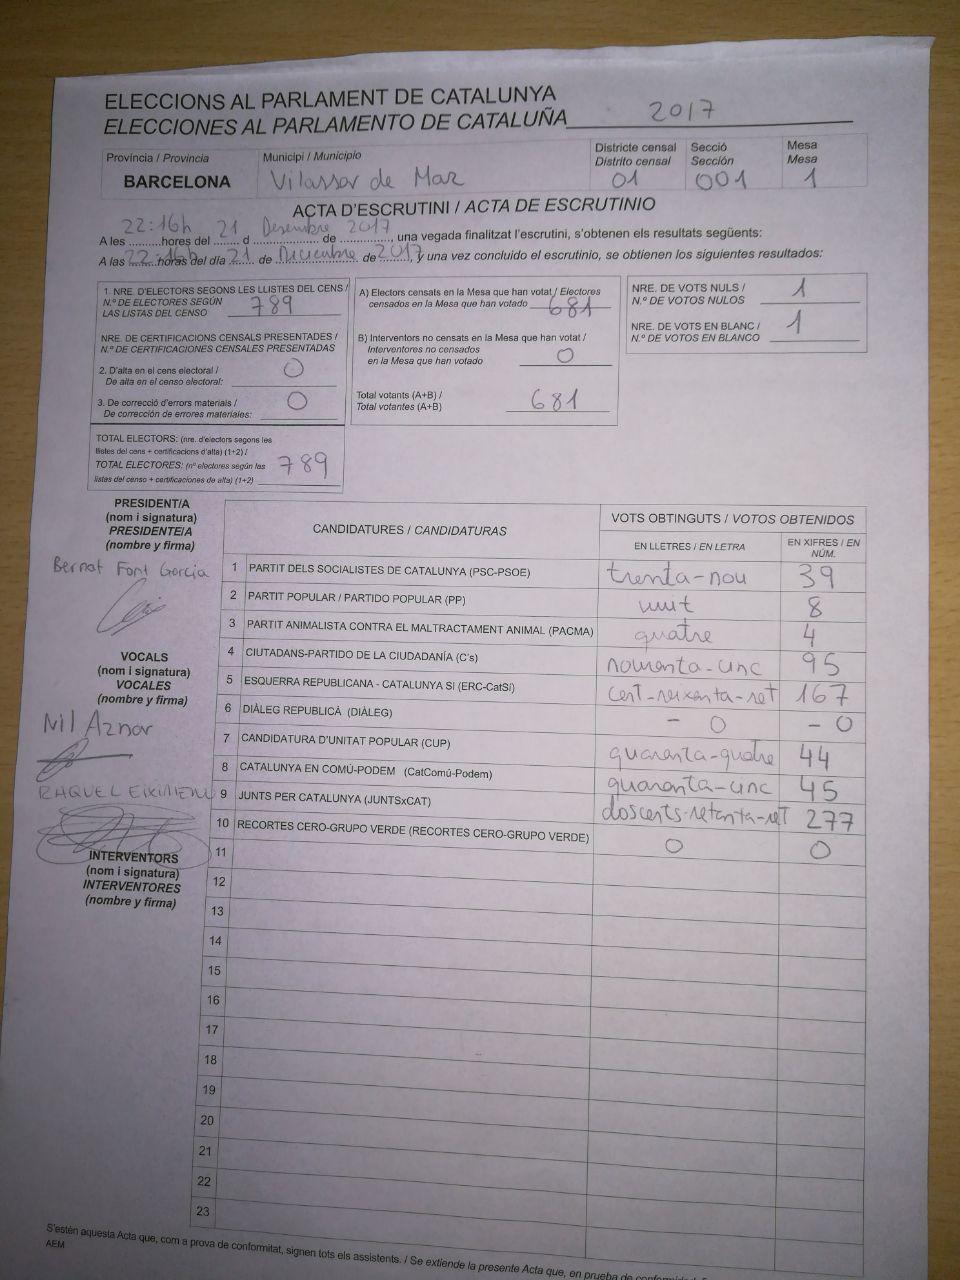 ELECCIONS AL PARLAMENT DE CATALUNYA
ELECCIONES AL PARLAMENTO DE CATALUÑA 2017
Província / Provincia
BARCELONA
Municipi / Municipio
Vilassar de Mar
Districte censal
Distrito censal
01
Secció
Sección
001
Mesa
Mesa
1
ACTA D'ESCRUTINI / ACTA DE ESCRUTINIO
A les 22:16h hores del 21 d Desembre de 2017, una vegada finalitzat l'escrutini, s'obtenen els resultats següents:
A las 22:16h horas del día 21 de Diciembre de 2017, y una vez concluido el escrutinio, se obtienen los siguientes resultados:
1. NRE. D'ELECTORS SEGONS LES LLISTES DEL CENS /
N.º DE ELECTORES SEGÚN
LAS LISTAS DEL CENSO 789
NRE. DE CERTIFICACIONS CENSALS PRESENTADES /
N.º DE CERTIFICACIONES CENSALES PRESENTADAS
2. D'alta en el cens electoral /
De alta en el censo electoral: 0
3. De correcció d'errors materials /
De corrección de errores materiales: 0
TOTAL ELECTORS: (nre. d'electors segons les
llistes del cens + certificacions d'alta) (1+2) /
TOTAL ELECTORES: (nº electores según las
listas del censo + certificaciones de alta) (1+2) 789
A) Electors censats en la Mesa que han votat / Electores
censados en la Mesa que han votado 681
B) Interventors no censats en la Mesa que han votat /
Interventores no censados
en la Mesa que han votado 0
Total votants (A+B) /
Total votantes (A+B) 681
NRE. DE VOTS NULS /
N.º DE VOTOS NULOS 1
NRE. DE VOTS EN BLANC /
N.º DE VOTOS EN BLANCO 1
PRESIDENT/A
(nom i signatura)
PRESIDENTE/A
(nombre y firma)
Bernat Font Garcia
VOCALS
(nom i signatura)
VOCALES
(nombre y firma)
Nil Aznar
RAQUEL EIXIMENO
INTERVENTORS
(nom i signatura)
INTERVENTORES
(nombre y firma)
CANDIDATURES / CANDIDATURAS
VOTS OBTINGUTS / VOTOS OBTENIDOS
EN LLETRES / EN LETRA
EN XIFRES / EN NÚM.
1 PARTIT DELS SOCIALISTES DE CATALUNYA (PSC-PSOE) trenta-nou 39
2 PARTIT POPULAR / PARTIDO POPULAR (PP) vuit 8
3 PARTIT ANIMALISTA CONTRA EL MALTRACTAMENT ANIMAL (PACMA) quatre 4
4 CIUTADANS-PARTIDO DE LA CIUDADANÍA (C's) noranta-cinc 95
5 ESQUERRA REPUBLICANA - CATALUNYA SI (ERC-CatSí) cent-seixanta-set 167
6 DIÀLEG REPUBLICÀ (DIÀLEG) - 0 - 0
7 CANDIDATURA D'UNITAT POPULAR (CUP) quaranta-quatre 44
8 CATALUNYA EN COMÚ-PODEM (CatComú-Podem) quaranta-cinc 45
9 JUNTS PER CATALUNYA (JUNTSxCAT) doscents-setanta-set 277
10 RECORTES CERO-GRUPO VERDE (RECORTES CERO-GRUPO VERDE) 0 0
11
12
13
14
15
16
17
18
19
20
21
22
23
S'estén aquesta Acta que, com a prova de conformitat, signen tots els assistents. / Se extiende la presente Acta que, en prueba de conformidad,
AEM